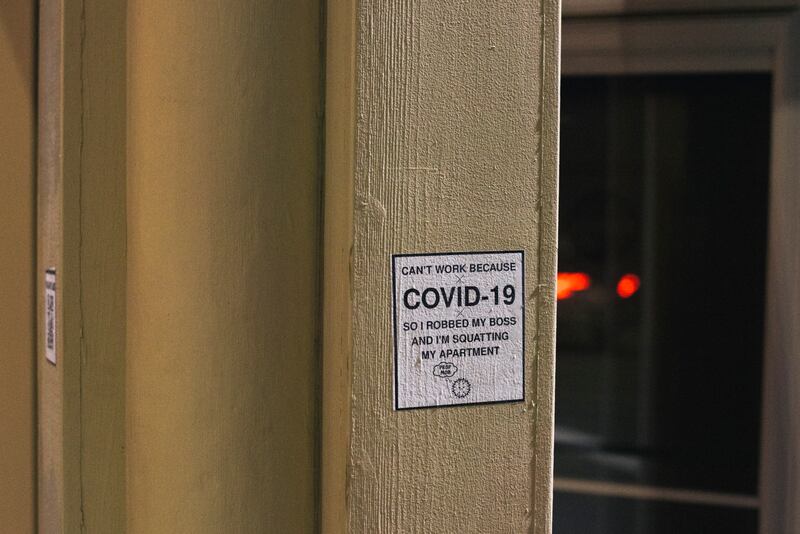 CAN'T WORK BECAUSE
COVID-19
SO I ROBBED MY BOSS
AND I'M SQUATTING
MY APARTMENT